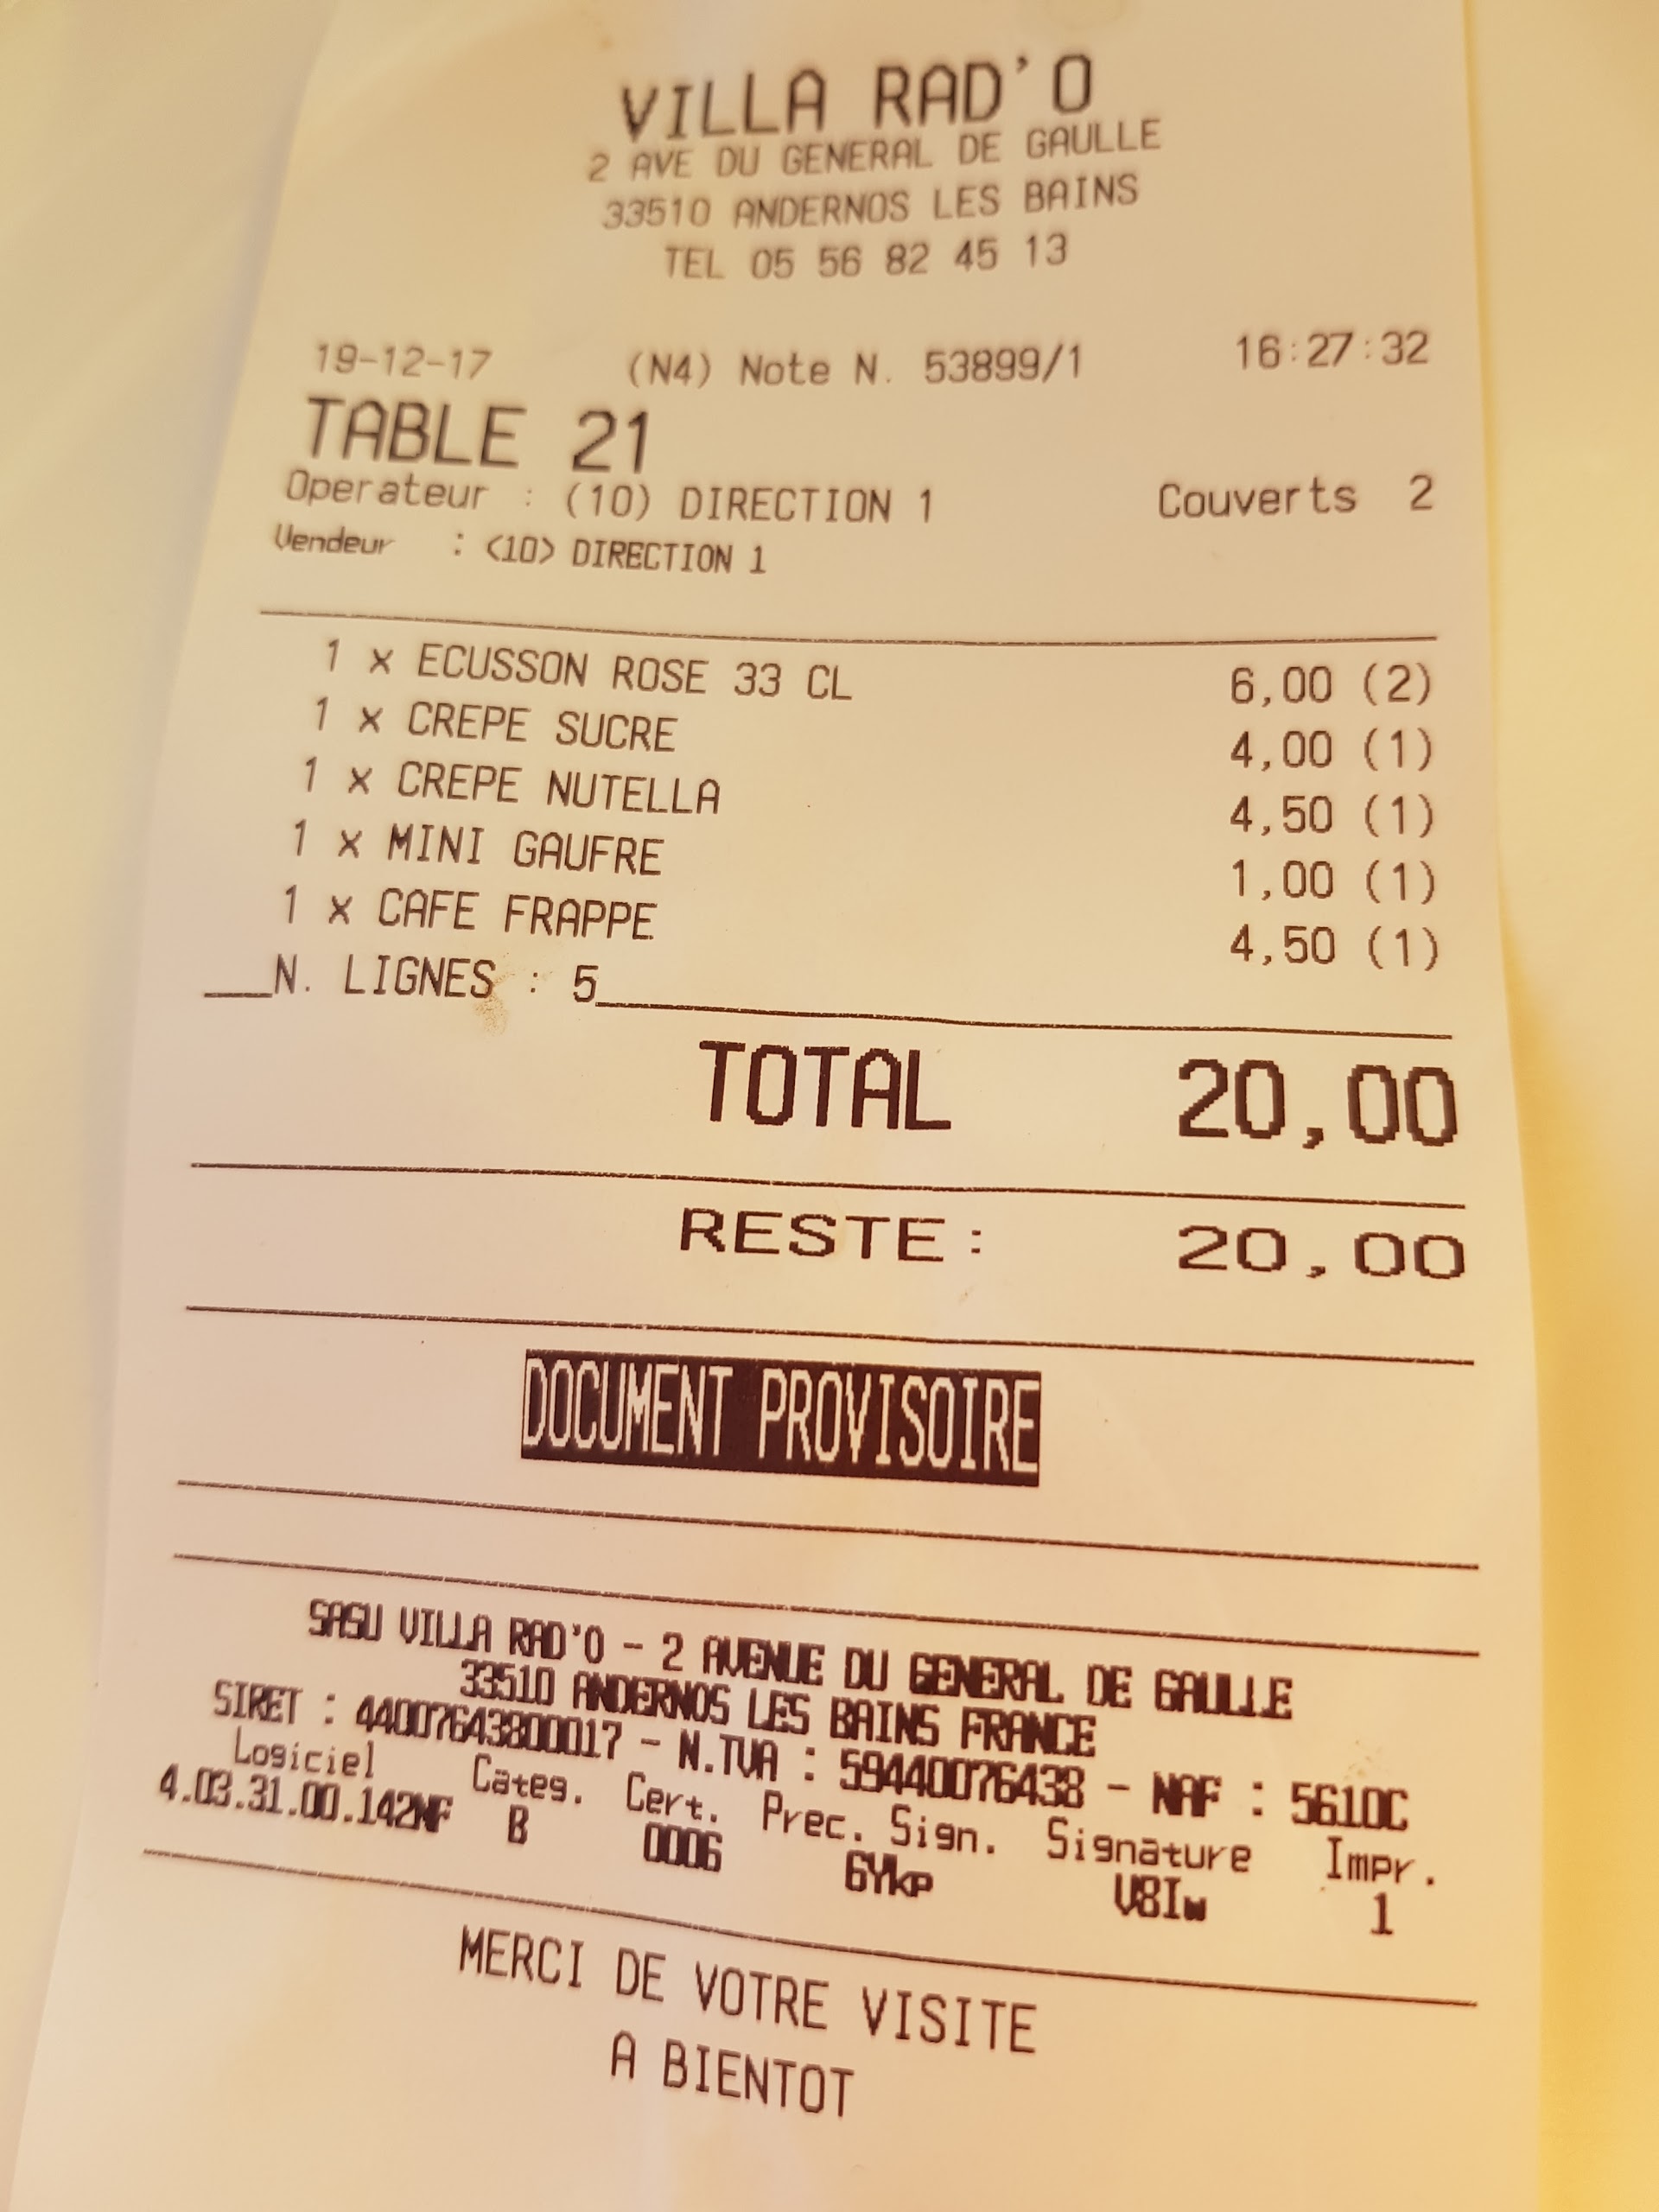 VILLA RAD'O
2 AVE DU GENERAL DE GAULLE
33510 ANDERNOS LES BAINS
TEL 05 56 82 45 13
19-12-17 (N4) Note N. 53899/1 16:27:32
TABLE 21
Operateur : (10) DIRECTION 1 Couverts 2
Vendeur : <10> DIRECTION 1
1 x ECUSSON ROSE 33 CL 6,00 (2)
1 x CREPE SUCRE 4,00 (1)
1 x CREPE NUTELLA 4,50 (1)
1 x MINI GAUFRE 1,00 (1)
1 x CAFE FRAPPE 4,50 (1)
N. LIGNES : 5
TOTAL 20,00
RESTE: 20,00
DOCUMENT PROVISOIRE
SASU VILLA RAD'O - 2 AVENUE DU GENERAL DE GAULLE
33510 ANDERNOS LES BAINS FRANCE
SIRET : 44007643800017 - N.TVA : 59440076438 - NAF : 5610C
Logiciel Categ. Cert. Prec. Sign. Signature Impr.
4.03.31.00.142NF B 0006 6Ykp V8Iw 1
MERCI DE VOTRE VISITE
A BIENTOT